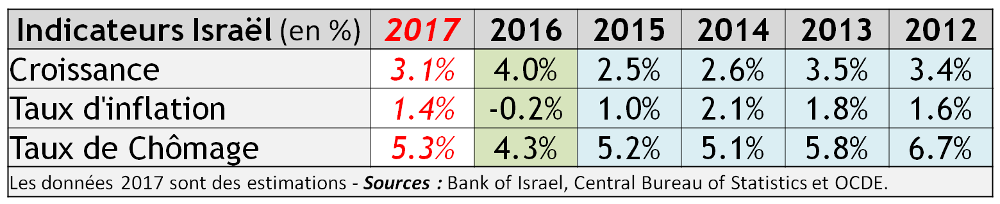 Indicateurs Israël (en %) 2017 2016 2015 2014 2013 2012
Croissance 3.1% 4.0% 2.5% 2.6% 3.5% 3.4%
Taux d'inflation 1.4% -0.2% 1.0% 2.1% 1.8% 1.6%
Taux de Chômage 5.3% 4.3% 5.2% 5.1% 5.8% 6.7%
Les données 2017 sont des estimations - Sources : Bank of Israel, Central Bureau of Statistics et OCDE.